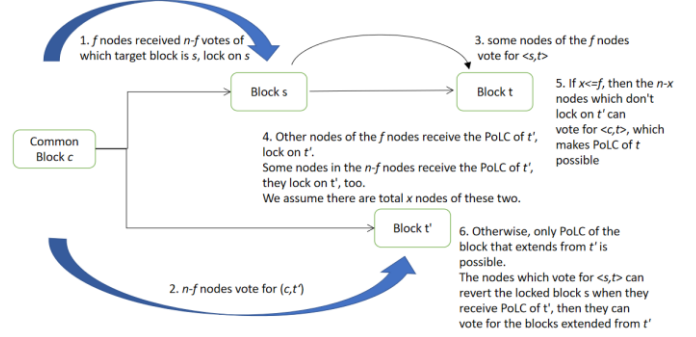 1. f nodes received n-f votes of
which target block is s, lock on s
3. some nodes of the f nodes
vote for <s,t>
Block s
Block t
5. If x<=f, then the n-x
nodes which don't
lock on t' can
vote for <c,t>, which
makes PoLC of t
possible
Common
Block c
4. Other nodes of the f nodes receive the PoLC of t',
lock on t'.
Some nodes in the n-f nodes receive the PoLC of t',
they lock on t', too.
We assume there are total x nodes of these two.
Block t'
6. Otherwise, only PoLC of the
block that extends from t' is
possible.
The nodes which vote for <s,t> can
revert the locked block s when they
receive PoLC of t', then they can
vote for the blocks extended from t'
2. n-f nodes vote for (c,t')